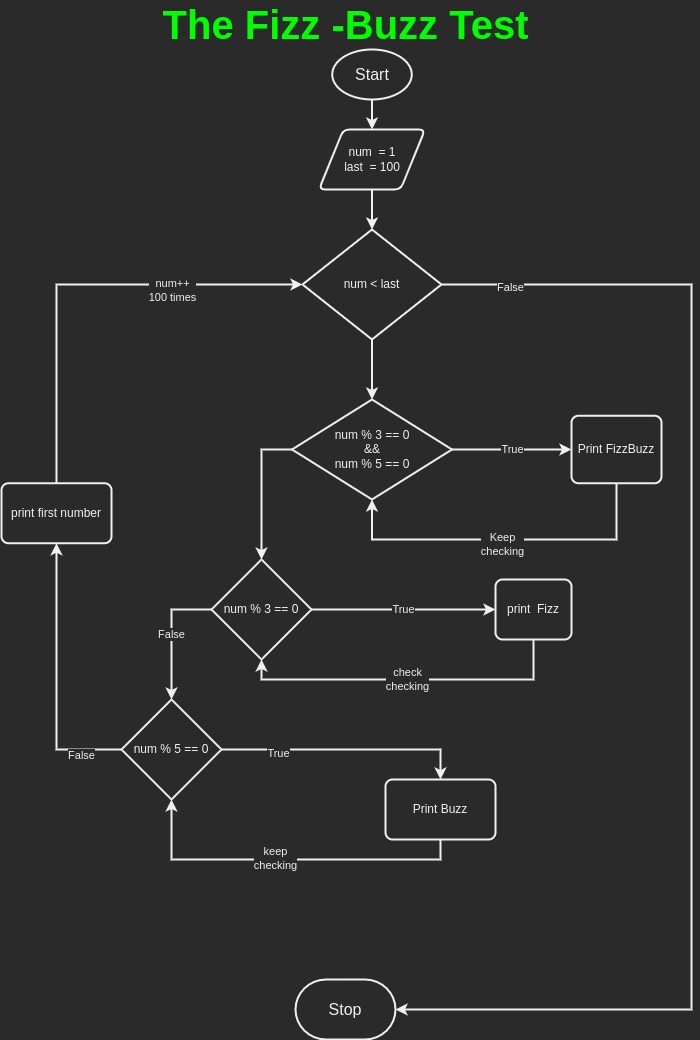 The Fizz -Buzz Test
Start
num  = 1
last  = 100
num < last
False
num++
100 times
num % 3 == 0
&&
num % 5 == 0
True
Print FizzBuzz
Keep
checking
print first number
num % 3 == 0
True
print  Fizz
False
check
checking
num % 5 == 0
False
True
Print Buzz
keep
checking
Stop